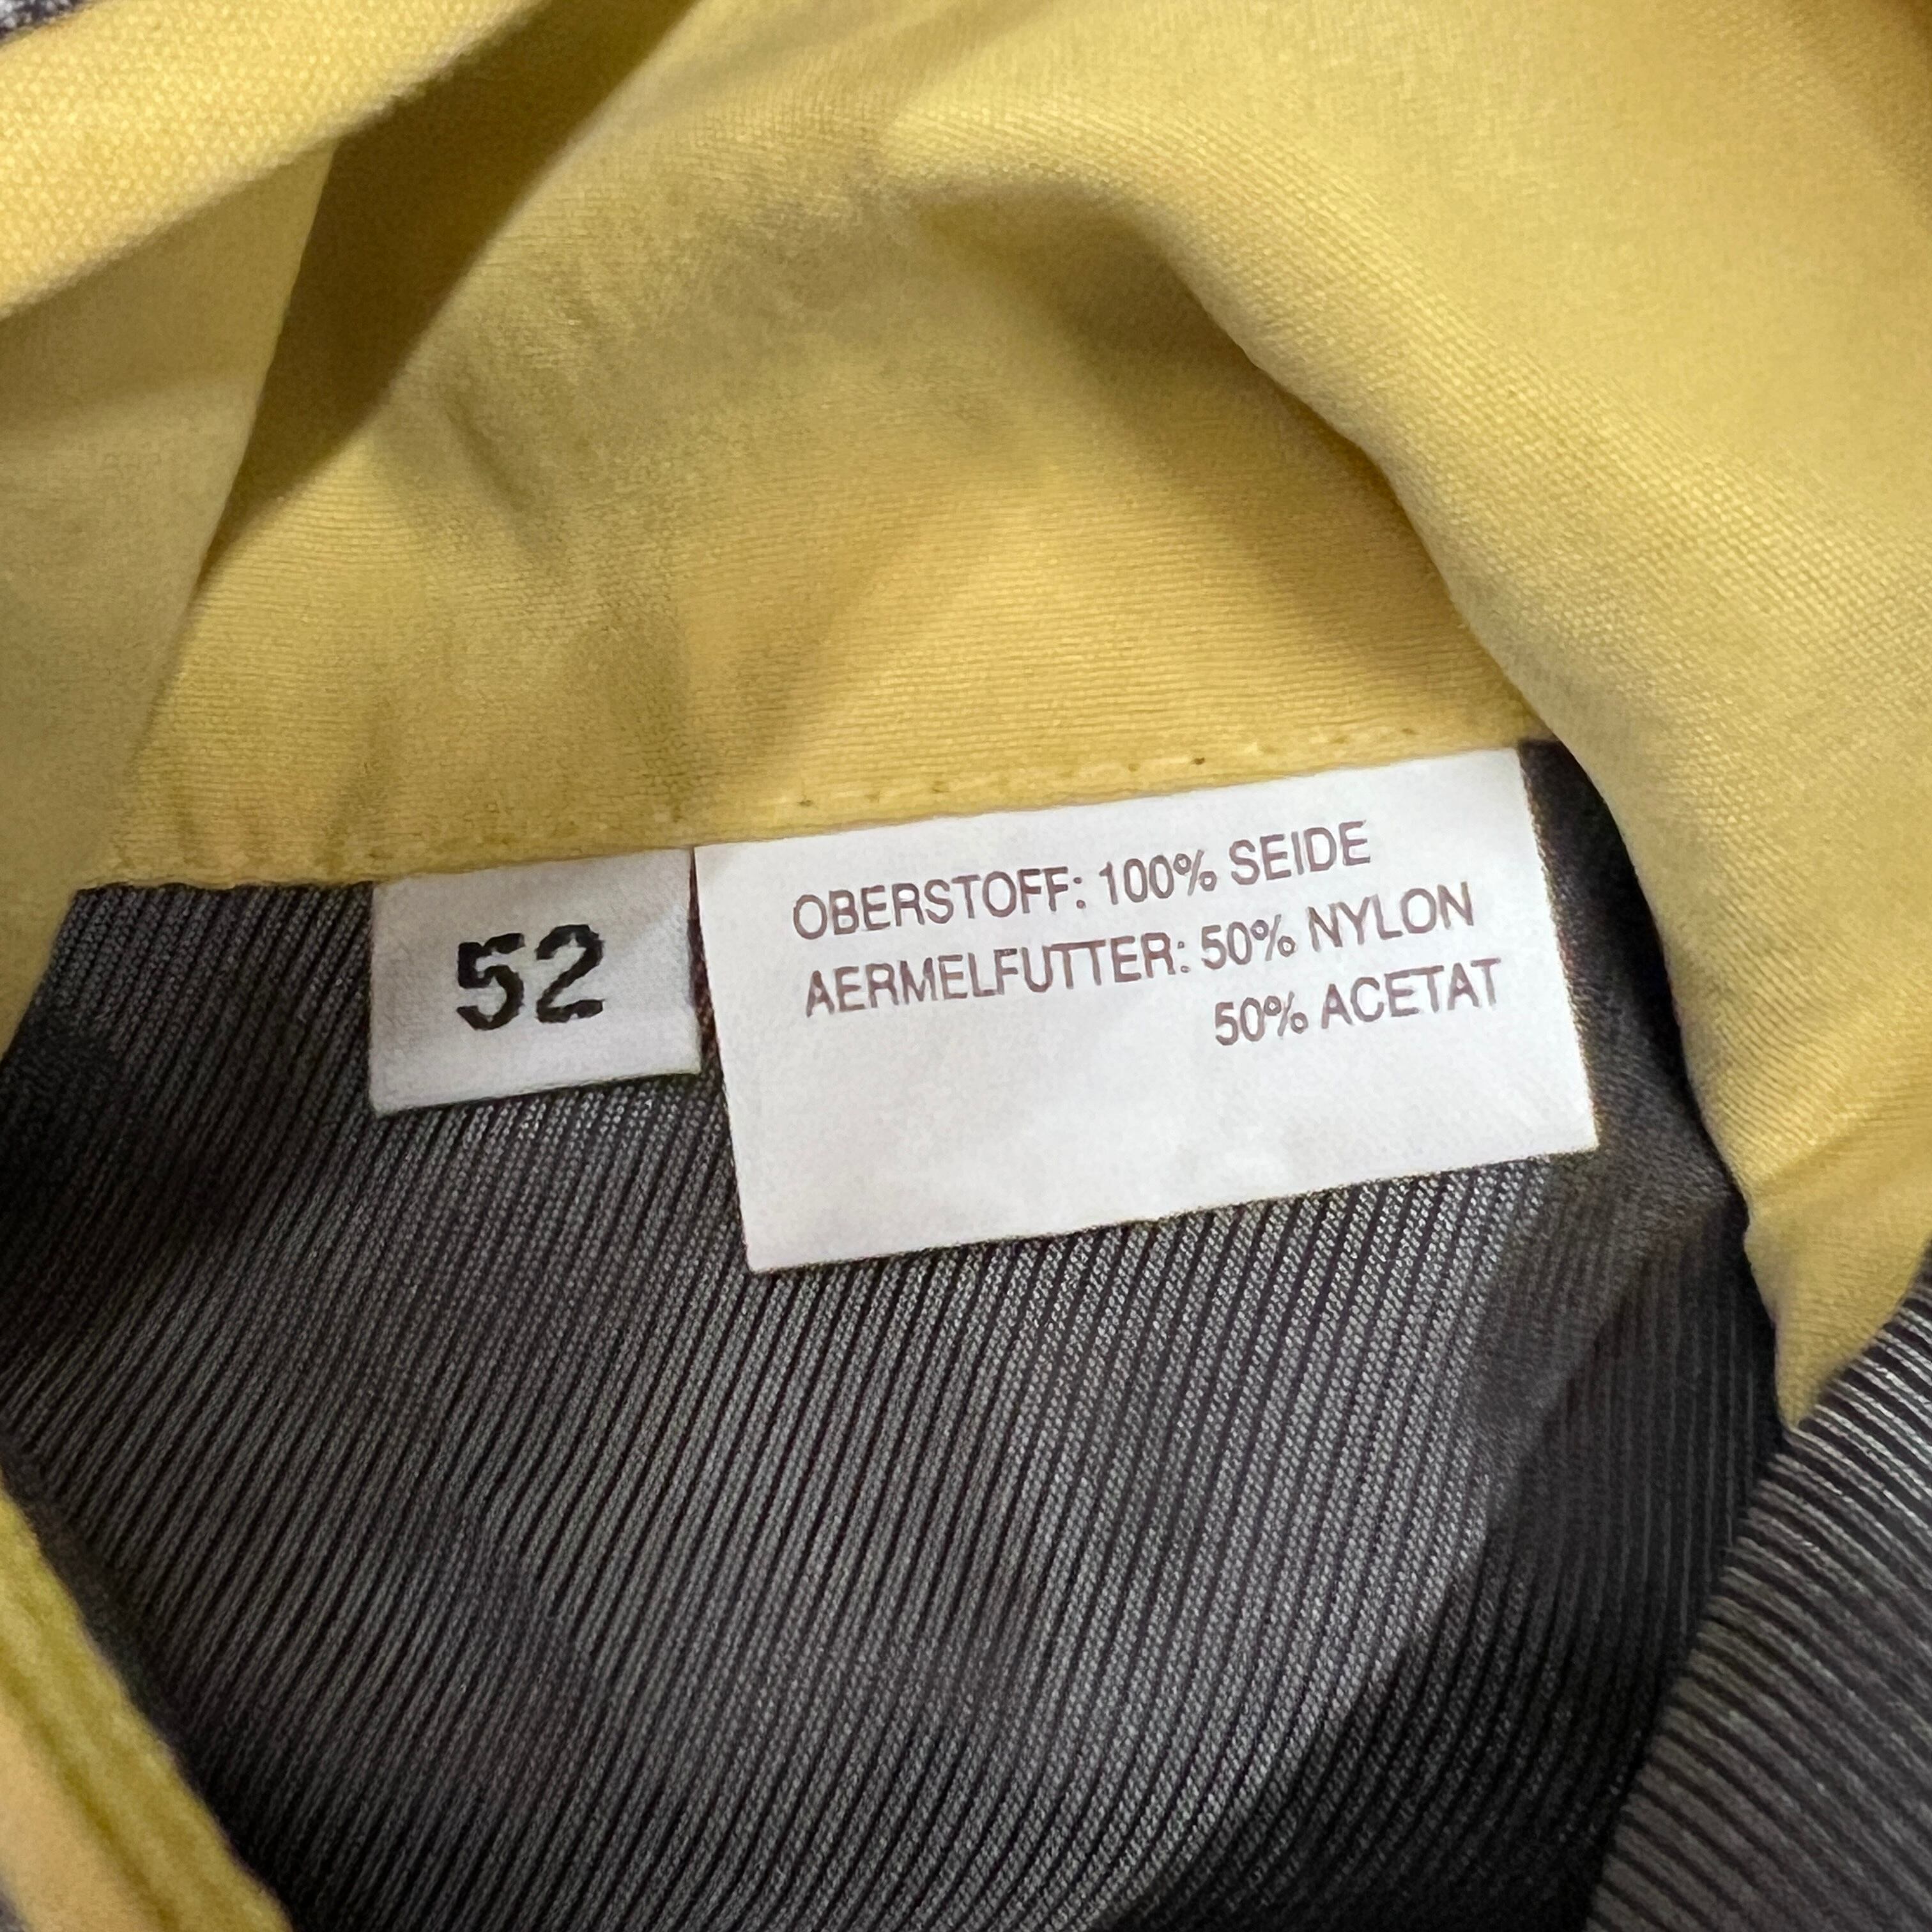 52
OBERSTOFF: 100% SEIDE
AERMELFUTTER: 50% NYLON
50% ACETAT